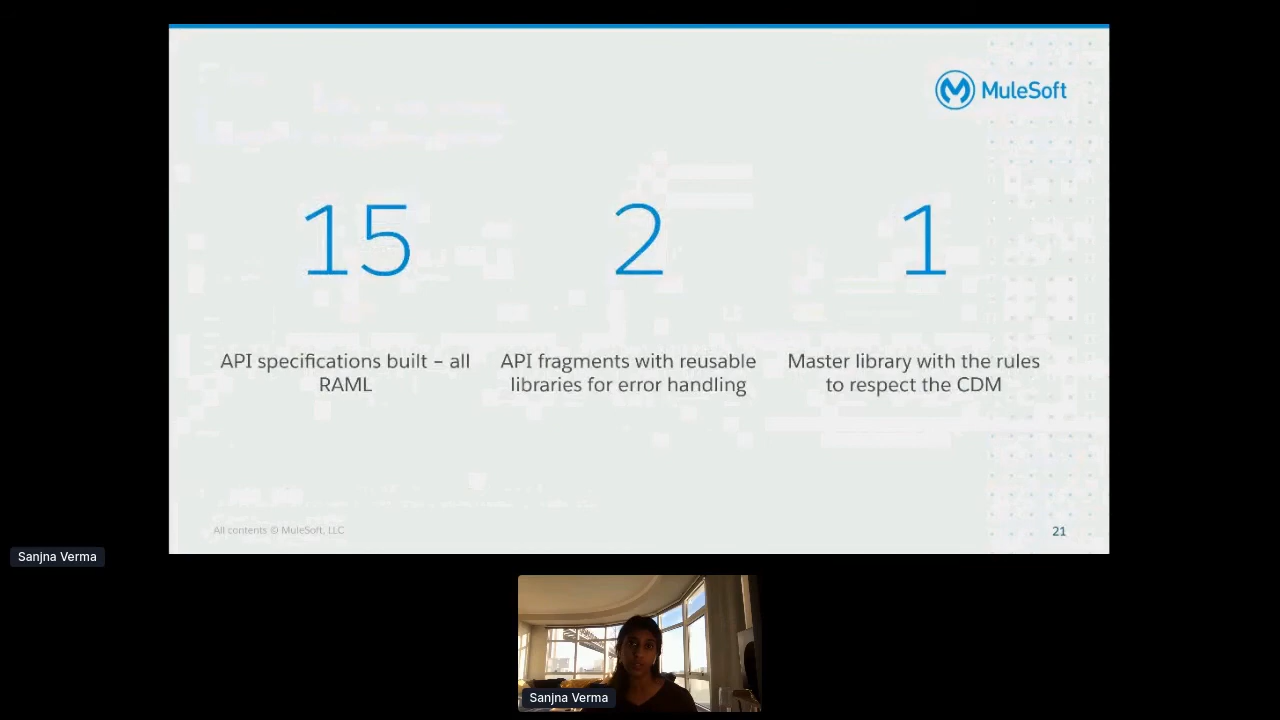 MuleSoft
15
2
1
API specifications built – all
RAML
API fragments with reusable
libraries for error handling
Master library with the rules
to respect the CDM
All contents © MuleSoft, LLC
21
Sanjna Verma
Sanjna Verma